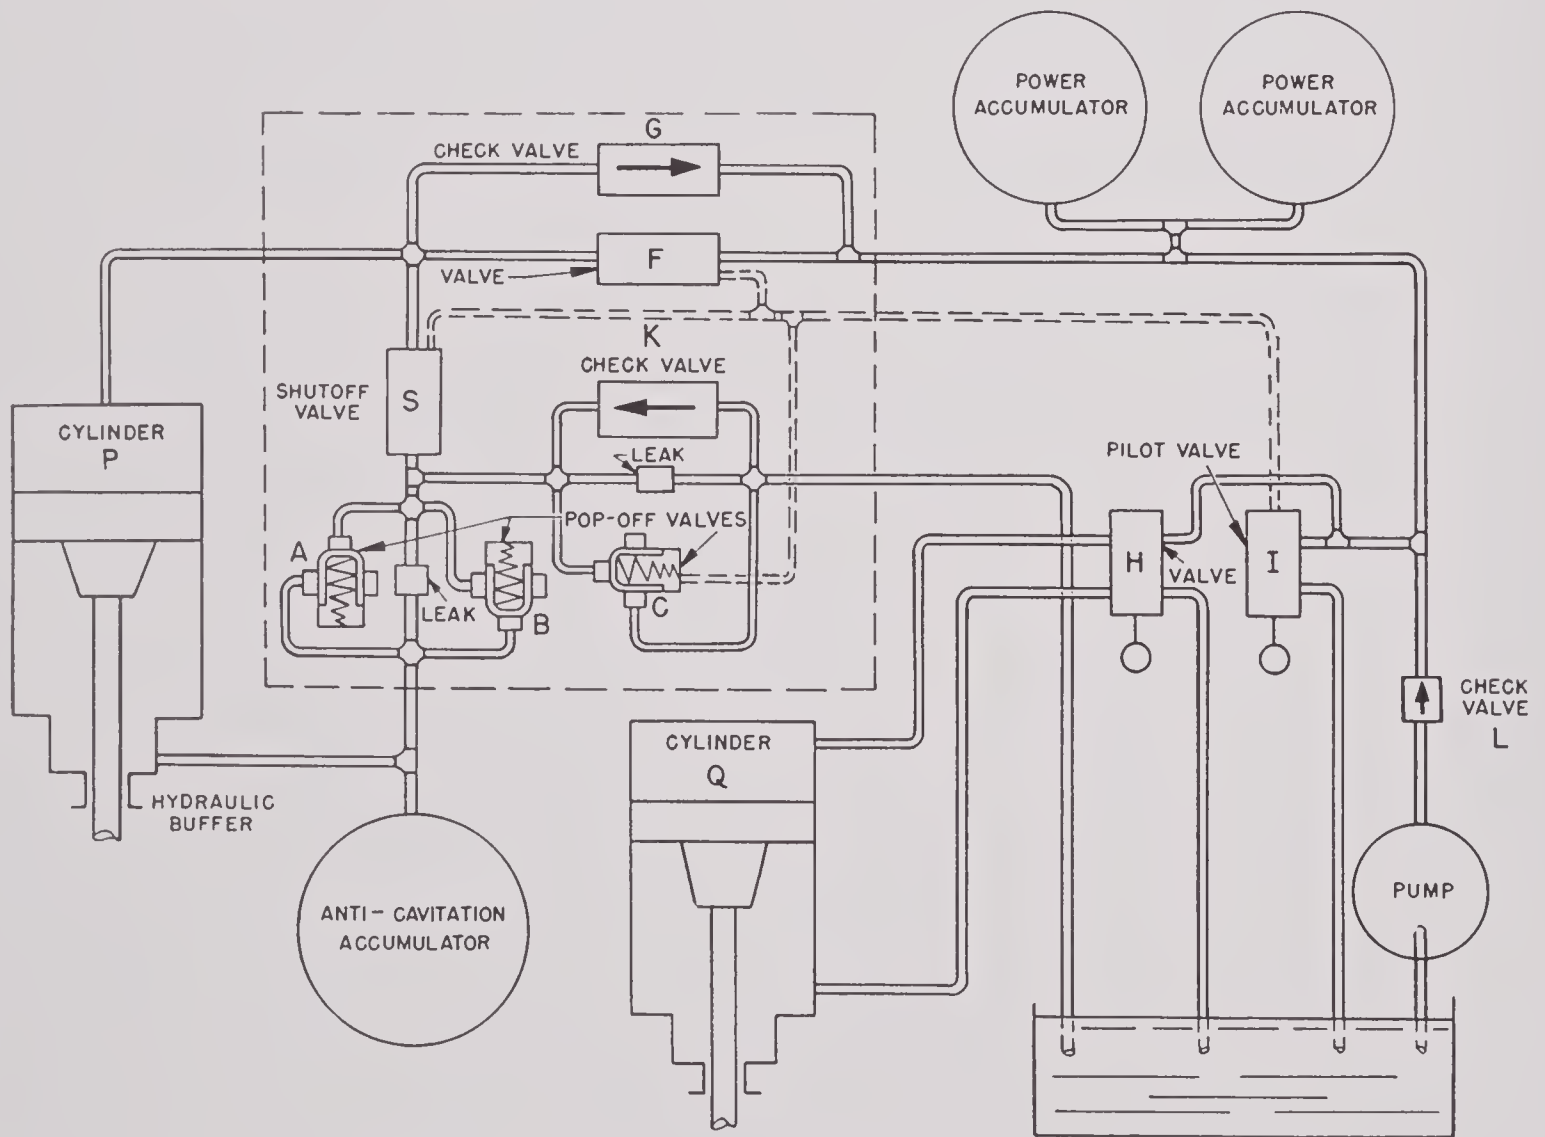 POWER
ACCUMULATOR
POWER
ACCUMULATOR
G
CHECK VALVE
F
VALVE
K
CHECK VALVE
SHUTOFF
VALVE
S
CYLINDER
P
LEAK
PILOT VALVE
POP-OFF VALVES
A
LEAK
B
C
H
VALVE
I
CHECK
VALVE
L
CYLINDER
Q
HYDRAULIC
BUFFER
ANTI-CAVITATION
ACCUMULATOR
PUMP